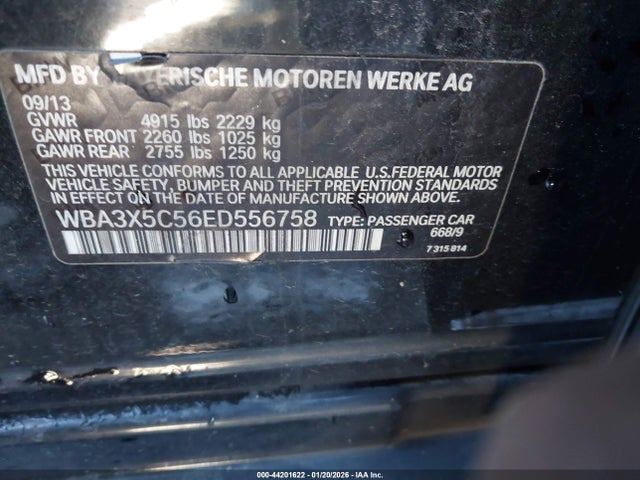 MFD BY BAYERISCHE MOTOREN WERKE AG
09/13
GVWR 4915 lbs 2229 kg
GAWR FRONT 2260 lbs 1025 kg
GAWR REAR 2755 lbs 1250 kg
THIS VEHICLE CONFORMS TO ALL APPLICABLE U.S.FEDERAL MOTOR
VEHICLE SAFETY, BUMPER AND THEFT PREVENTION STANDARDS
IN EFFECT ON THE DATE OF MANUFACTURE SHOWN ABOVE.
WBA3X5C56ED556758 TYPE: PASSENGER CAR
668/9
7 315 814
000-44201622 | 01/20/2026 - IAA Inc.